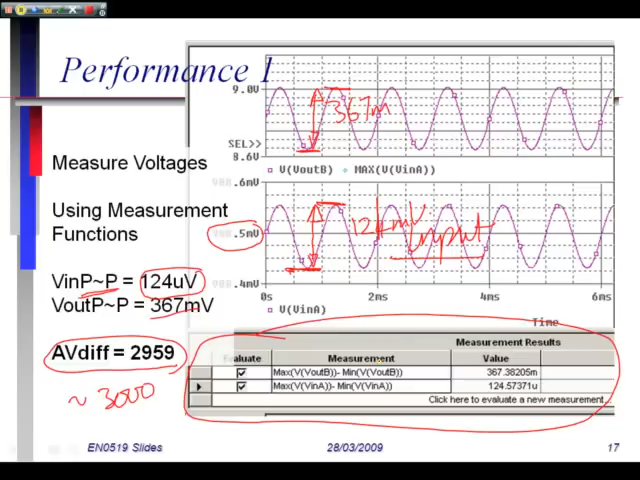 Performance 1
Measure Voltages
Using Measurement
Functions
VinP~P = 124uV
VoutP~P = 367mV
AVdiff = 2959
~ 3000
9.0V
367m
SEL>>
8.6V
V(VoutB) MAX(V(VinA))
.6mV
124mV
input
.5mV
.4mV
0s 2ms 4ms 6ms
V(VinA)
Time
Measurement Results
Evaluate Measurement Value
Max(V(VoutB))- Min(V(VoutB)) 367.38205m
Max(V(VinA))- Min(V(VinA)) 124.57371u
Click here to evaluate a new measurement...
EN0519 Slides 28/03/2009 17